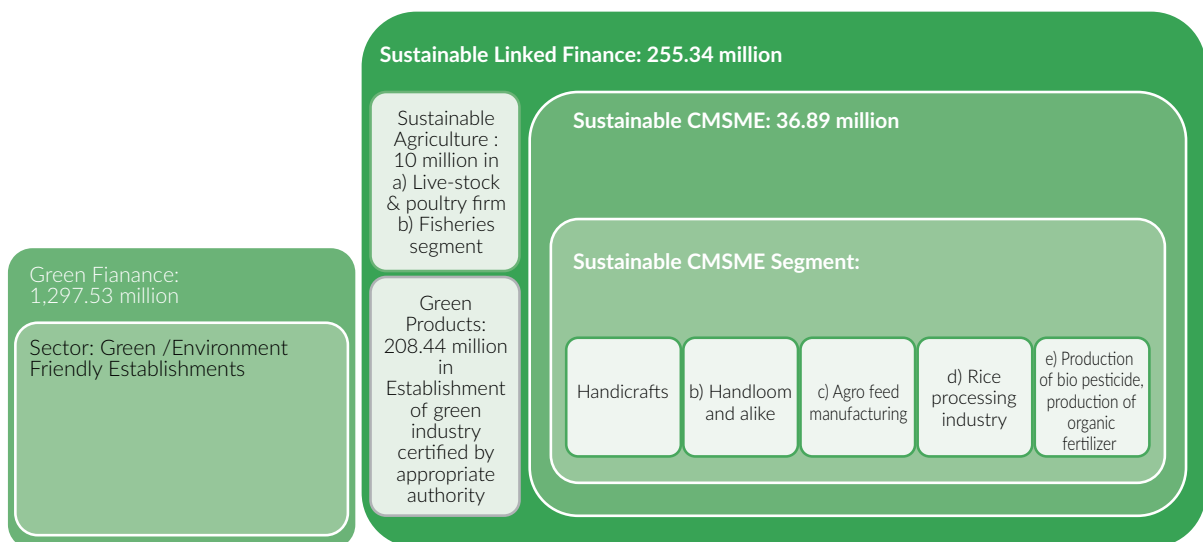 Sustainable Linked Finance: 255.34 million
Sustainable
Agriculture :
10 million in
a) Live-stock
& poultry firm
b) Fisheries
segment
Green
Products:
208.44 million
in
Establishment
of green
industry
certified by
appropriate
authority
Sustainable CMSME: 36.89 million
Sustainable CMSME Segment:
Handicrafts
b) Handloom
and alike
c) Agro feed
manufacturing
d) Rice
processing
industry
e) Production
of bio pesticide,
production of
organic
fertilizer
Green Fianance:
1,297.53 million
Sector: Green /Environment
Friendly Establishments